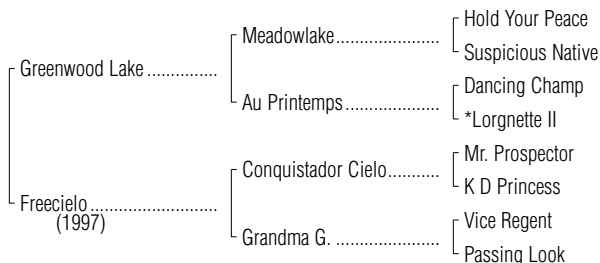 Hold Your Peace
Meadowlake...................
Suspicious Native
Greenwood Lake ..............
Dancing Champ
Au Printemps..................
*Lorgnette II
Mr. Prospector
Conquistador Cielo..........
K D Princess
Freecielo .........................
(1997)
Vice Regent
Grandma G. ....................
Passing Look